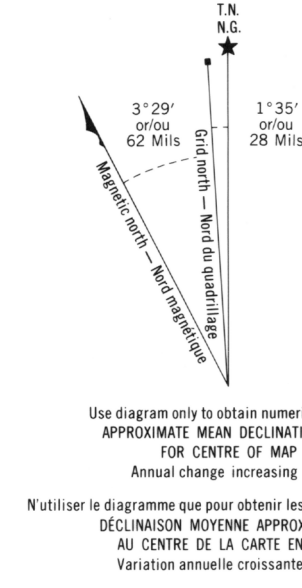 T.N.
N.G.
3°29′
or/ou
62 Mils
1°35′
or/ou
28 Mils
Magnetic north — Nord magnétique
Grid north — Nord du quadrillage
Use diagram only to obtain numeri
APPROXIMATE MEAN DECLINATI
FOR CENTRE OF MAP
Annual change increasing
N'utiliser le diagramme que pour obtenir les
DÉCLINAISON MOYENNE APPROX
AU CENTRE DE LA CARTE EN
Variation annuelle croissante